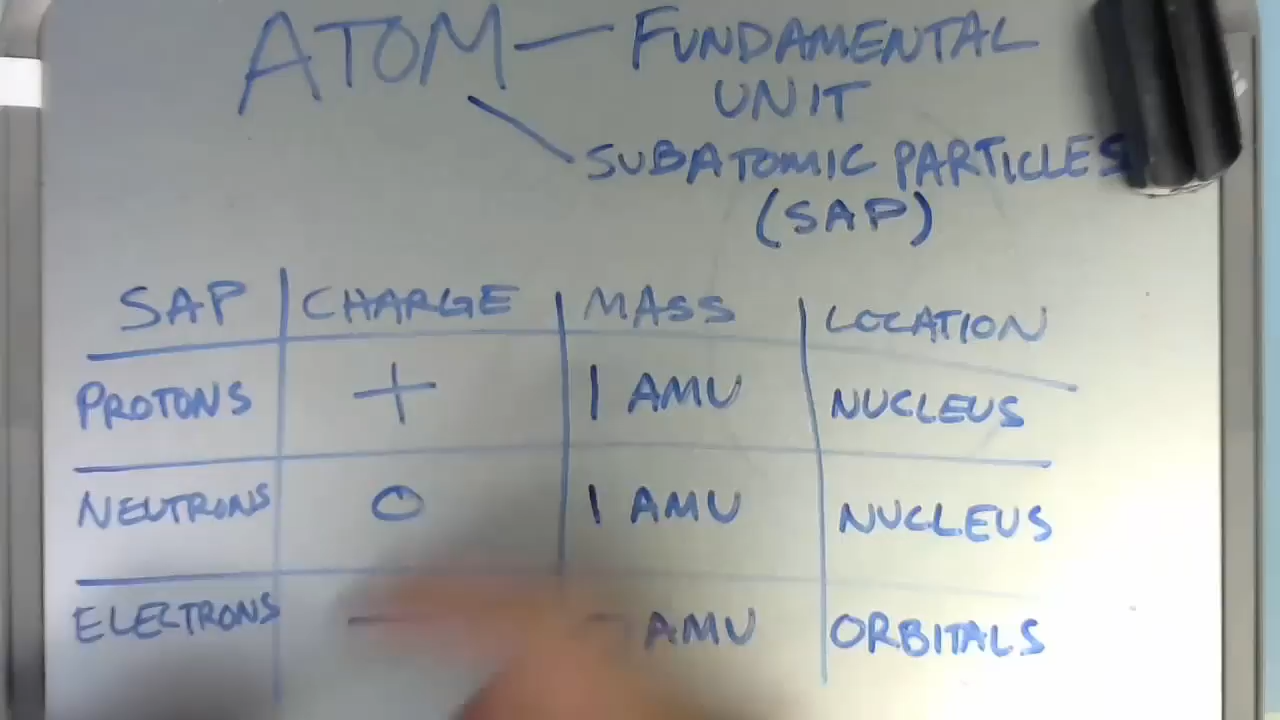 ATOM — FUNDAMENTAL
UNIT
SUBATOMIC PARTICLES
(SAP)
SAP CHARGE MASS LOCATION
PROTONS + 1 AMU NUCLEUS
NEUTRONS 0 1 AMU NUCLEUS
ELECTRONS — AMU ORBITALS